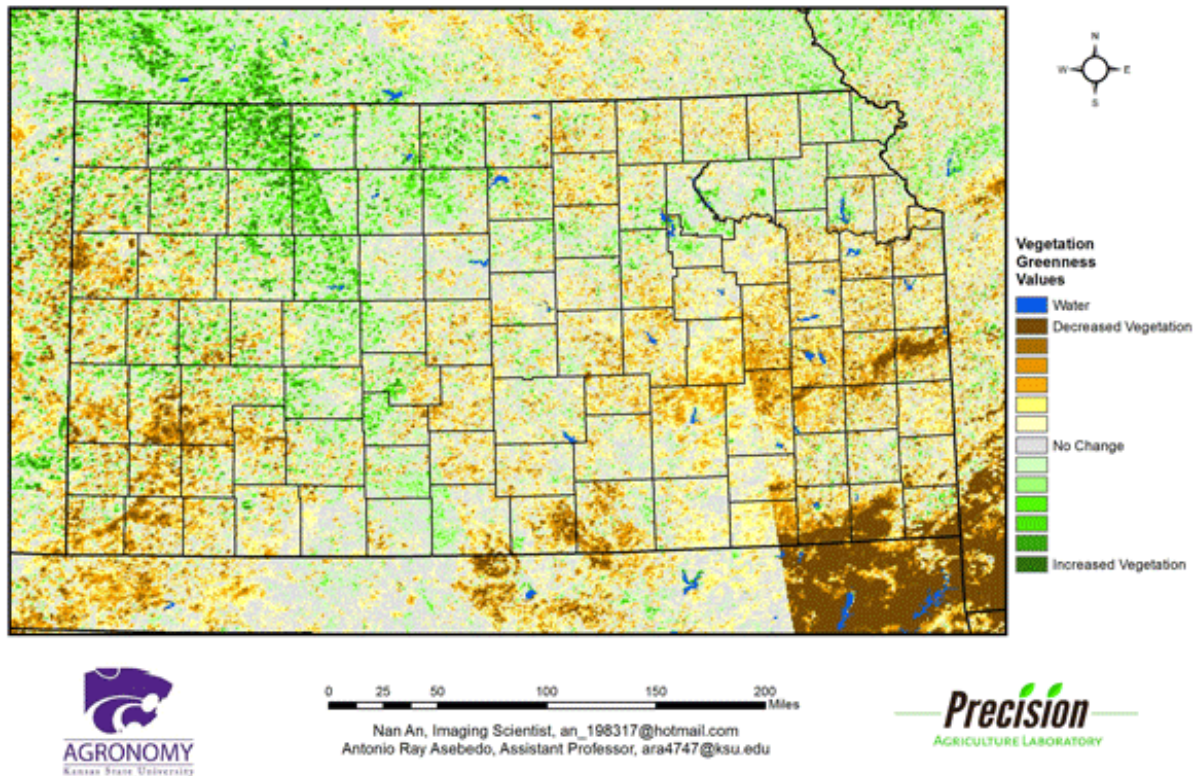 N
W
E
S
Vegetation
Greenness
Values
Water
Decreased Vegetation
No Change
Increased Vegetation
0 25 50 100 150 200
Miles
Nan An, Imaging Scientist, an_198317@hotmail.com
Antonio Ray Asebedo, Assistant Professor, ara4747@ksu.edu
AGRONOMY
Kansas State University
Precision
AGRICULTURE LABORATORY